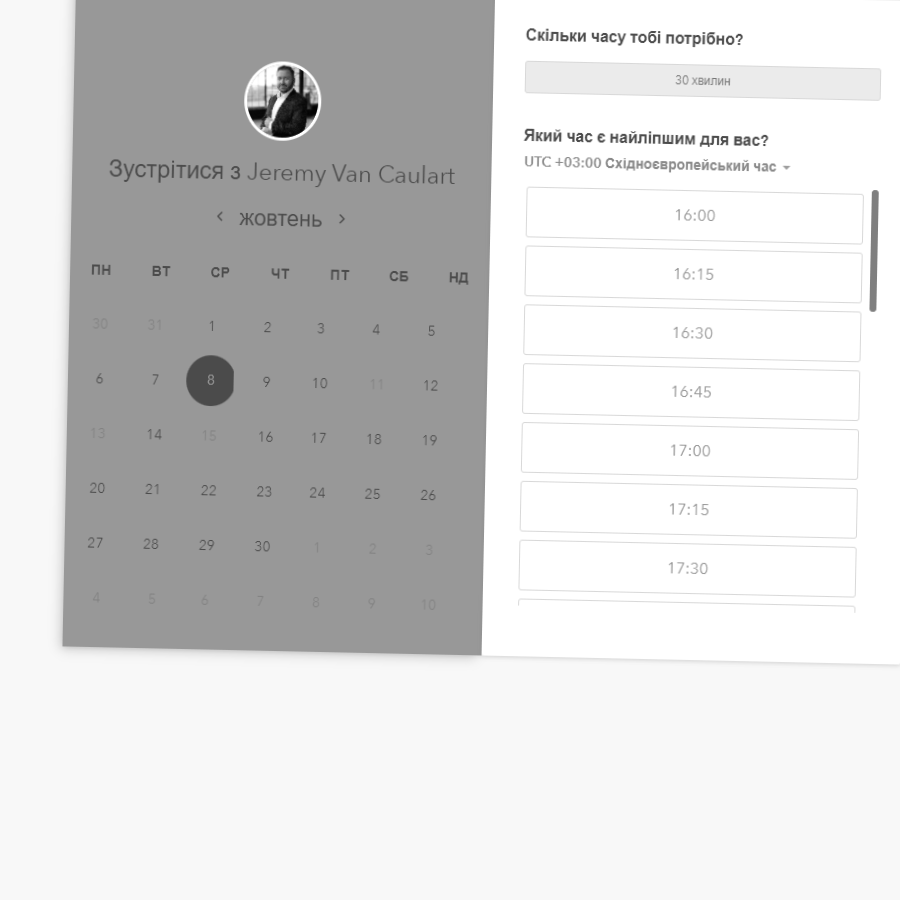 Зустрітися з Jeremy Van Caulart
‹ жовтень ›
ПН ВТ СР ЧТ ПТ СБ НД
30 31 1 2 3 4 5
6 7 8 9 10 11 12
13 14 15 16 17 18 19
20 21 22 23 24 25 26
27 28 29 30 1 2 3
4 5 6 7 8 9 10
Скільки часу тобі потрібно?
30 хвилин
Який час є найліпшим для вас?
UTC +03:00 Східноєвропейський час
16:00
16:15
16:30
16:45
17:00
17:15
17:30